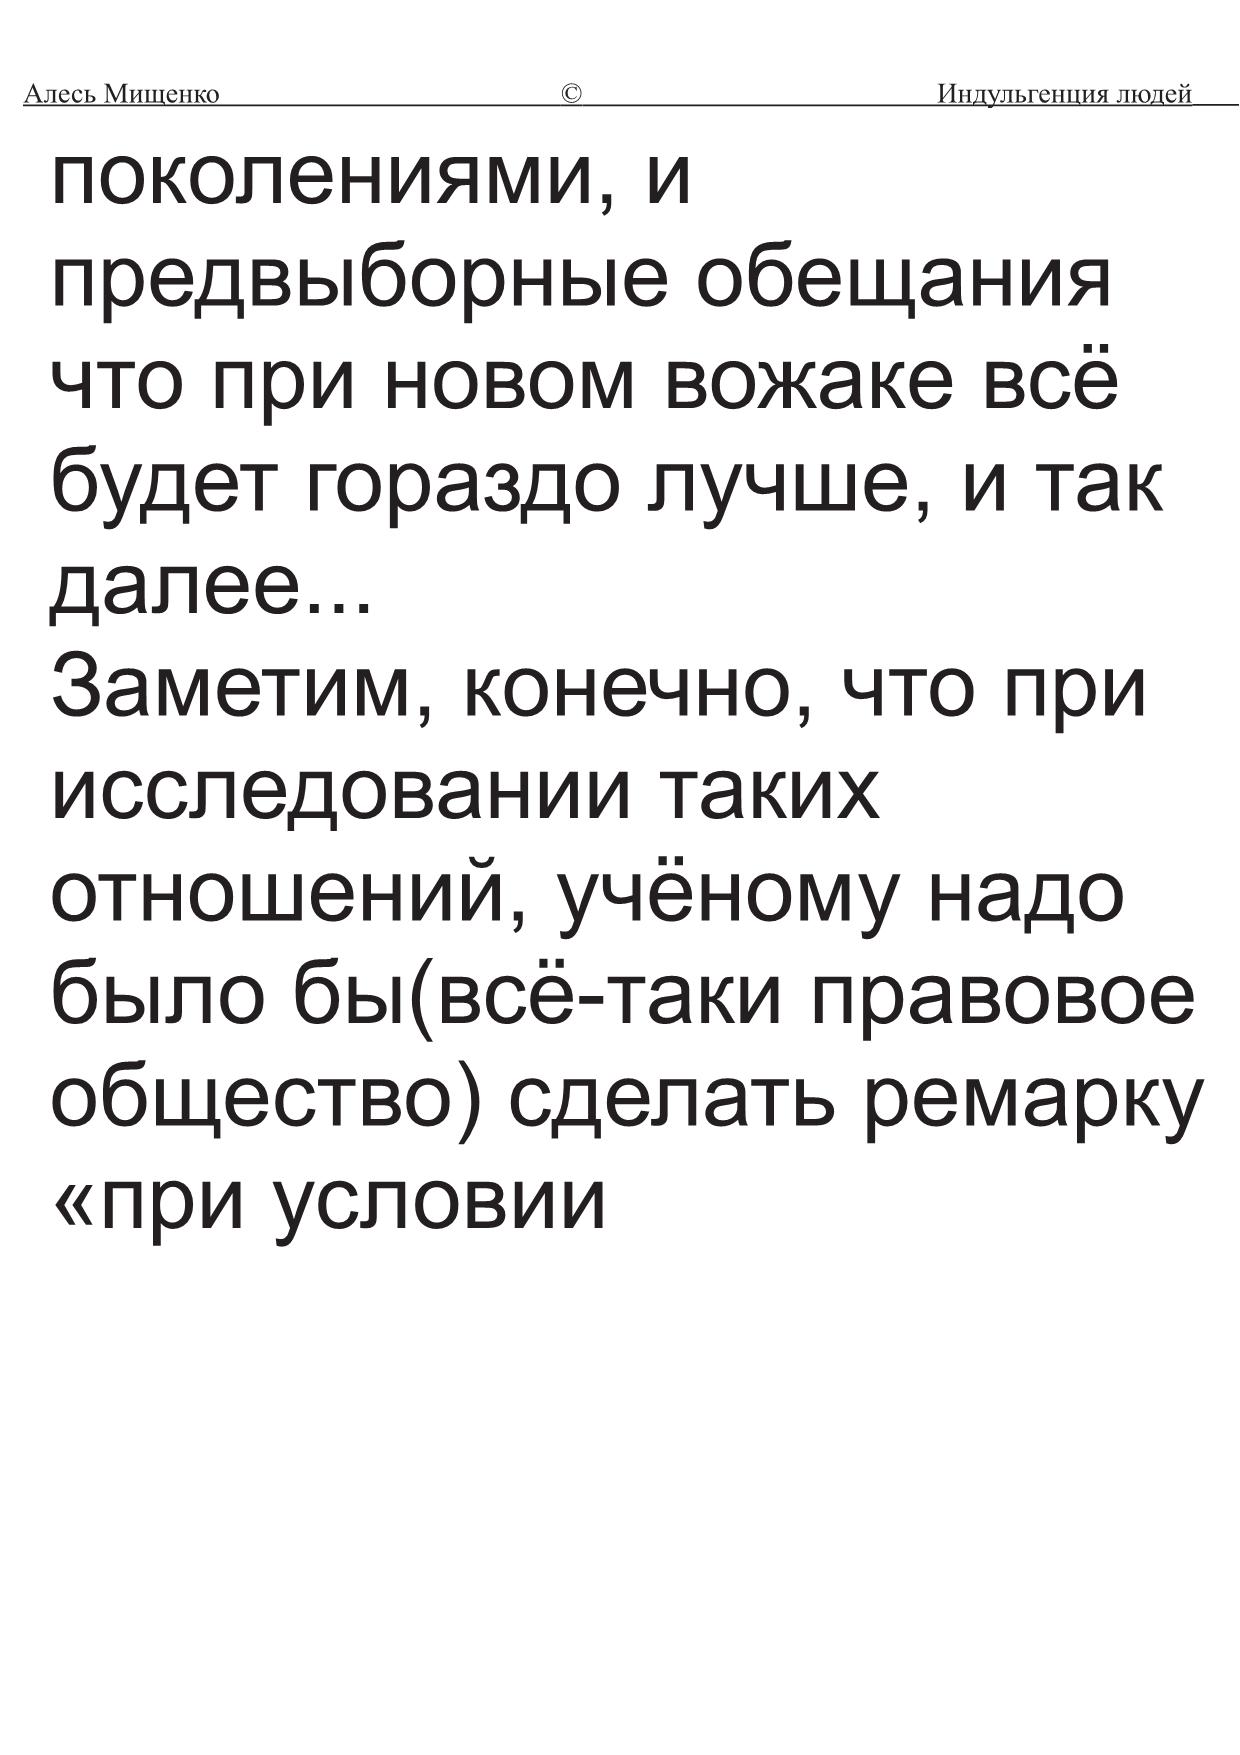 Алесь Мищенко © Индульгенция людей
поколениями, и
предвыборные обещания
что при новом вожаке всё
будет гораздо лучше, и так
далее...
Заметим, конечно, что при
исследовании таких
отношений, учёному надо
было бы(всё-таки правовое
общество) сделать ремарку
«при условии